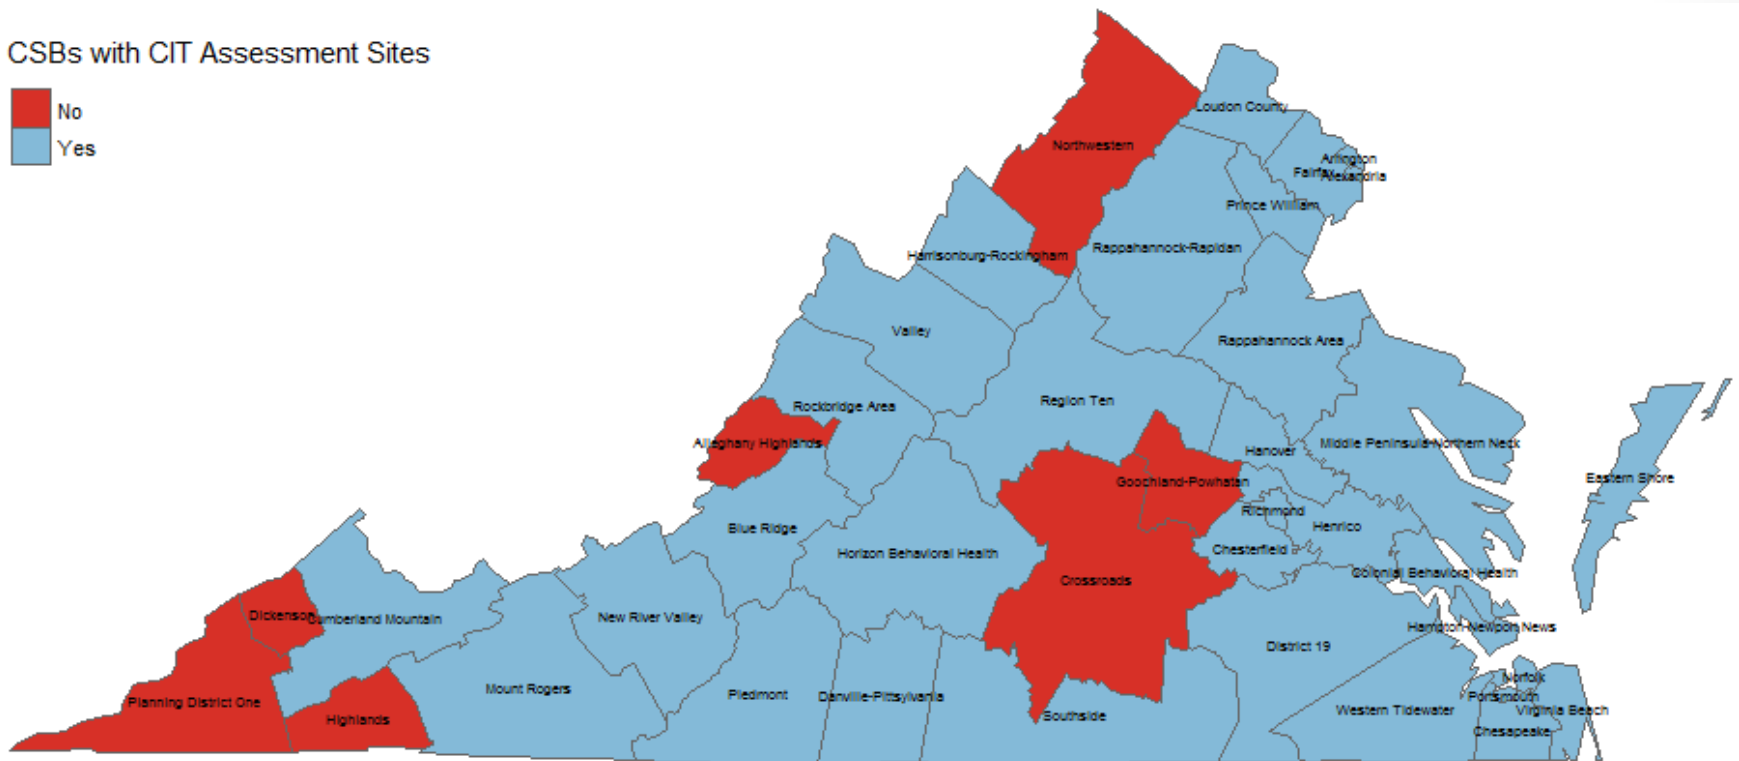 CSBs with CIT Assessment Sites
No
Yes
Loudon County
Northwestern
Arlington
Fairfax
Alexandria
Prince William
Rappahannock-Rapidan
Harrisonburg-Rockingham
Valley
Rappahannock Area
Region Ten
Rockbridge Area
Alleghany Highlands
Middle Peninsula-Northern Neck
Hanover
Eastern Shore
Goochland-Powhatan
Richmond
Henrico
Blue Ridge
Horizon Behavioral Health
Chesterfield
Colonial Behavioral Health
Crossroads
Dickenson
Cumberland Mountain
New River Valley
Hampton-Newport News
District 19
Norfolk
Mount Rogers
Piedmont
Danville-Pittsylvania
Portsmouth
Planning District One
Western Tidewater
Virginia Beach
Highlands
Southside
Chesapeake